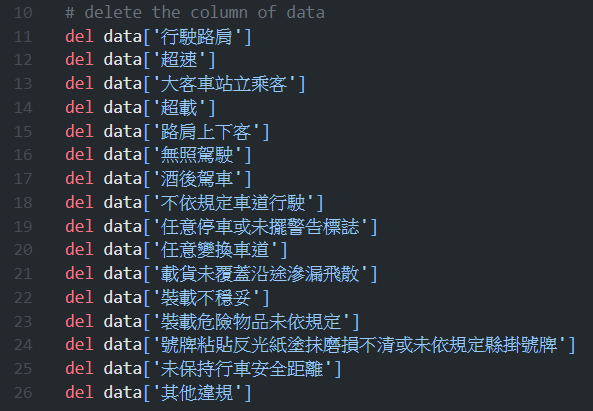 10 # delete the column of data
11 del data['行駛路肩']
12 del data['超速']
13 del data['大客車站立乘客']
14 del data['超載']
15 del data['路肩上下客']
16 del data['無照駕駛']
17 del data['酒後駕車']
18 del data['不依規定車道行駛']
19 del data['任意停車或未擺警告標誌']
20 del data['任意變換車道']
21 del data['載貨未覆蓋沿途滲漏飛散']
22 del data['裝載不穩妥']
23 del data['裝載危險物品未依規定']
24 del data['號牌粘貼反光紙塗抹磨損不清或未依規定縣掛號牌']
25 del data['未保持行車安全距離']
26 del data['其他違規']